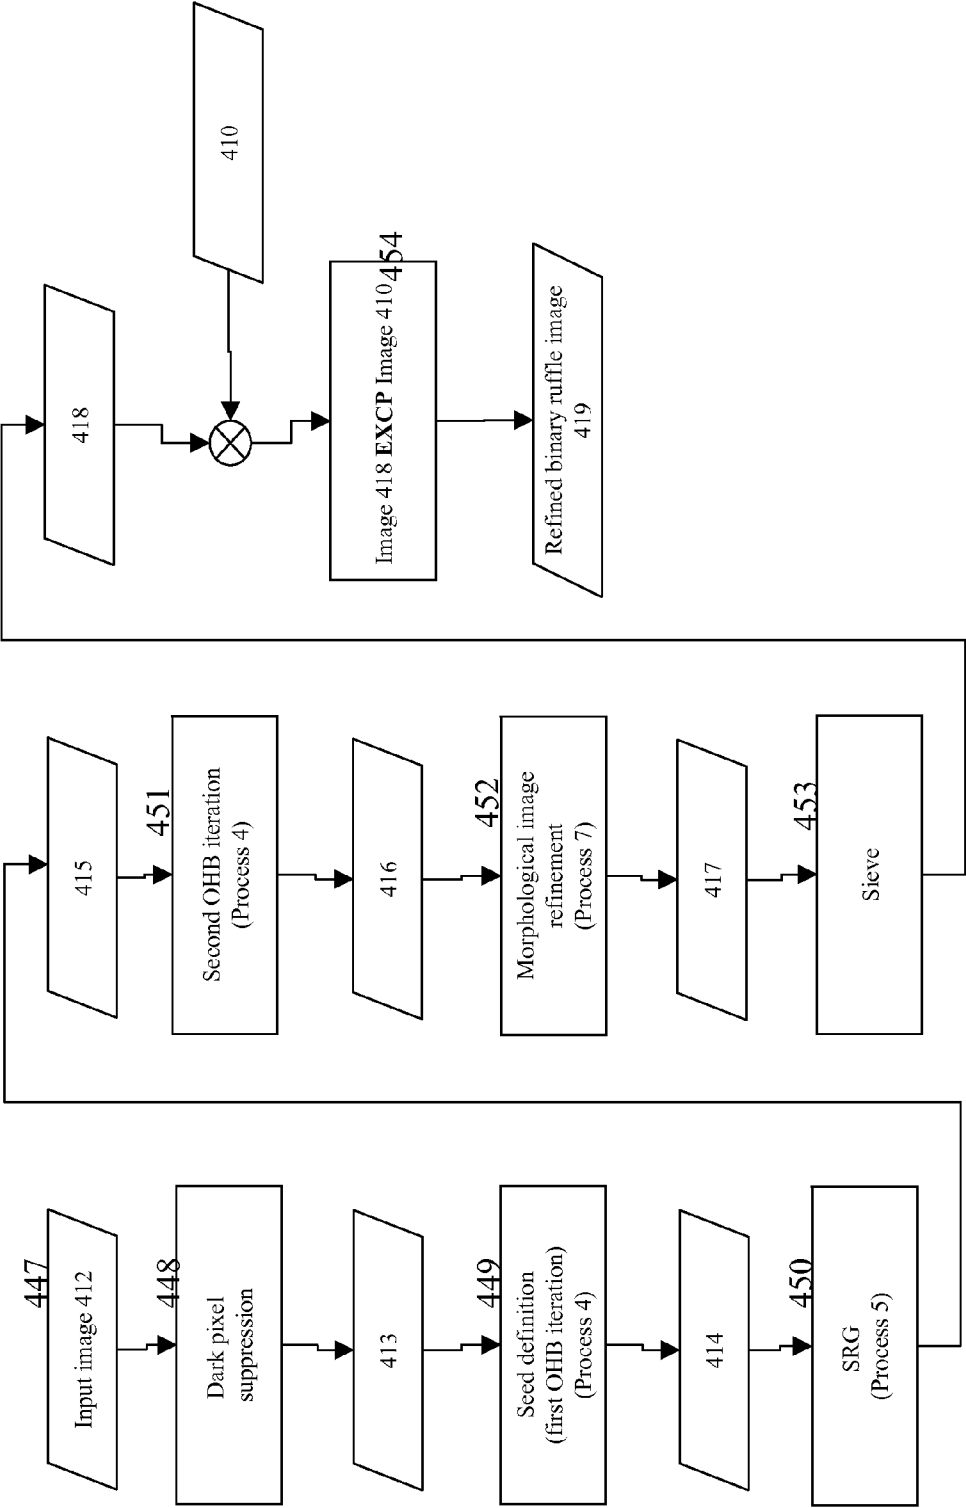 447
Input image 412
448
Dark pixel
suppression
413
449
Seed definition
(first OHB iteration)
(Process 4)
414
450
SRG
(Process 5)
415
451
Second OHB iteration
(Process 4)
416
452
Morphological image
refinement
(Process 7)
417
453
Sieve
418
410
454
Image 418 EXCP Image 410
Refined binary ruffle image
419